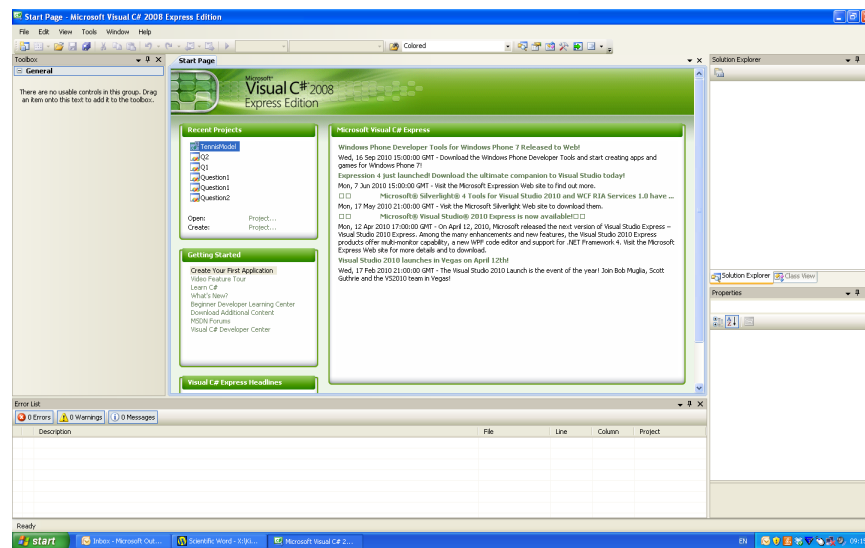 Start Page - Microsoft Visual C# 2008 Express Edition
File Edit View Tools Window Help
Colored
Toolbox
General
There are no usable controls in this group. Drag
an item onto this text to add it to the toolbox.
Start Page
Microsoft
Visual C# 2008
Express Edition
Recent Projects
TennisModel
Q2
Q1
Question1
Question1
Question2
Open: Project...
Create: Project...
Getting Started
Create Your First Application
Video Feature Tour
Learn C#
What's New?
Beginner Developer Learning Center
Download Additional Content
MSDN Forums
Visual C# Developer Center
Visual C# Express Headlines
Microsoft Visual C# Express
Windows Phone Developer Tools for Windows Phone 7 Released to Web!
Wed, 16 Sep 2010 15:00:00 GMT - Download the Windows Phone Developer Tools and start creating apps and
games for Windows Phone 7!
Expression 4 just launched! Download the ultimate companion to Visual Studio today!
Mon, 7 Jun 2010 15:00:00 GMT - Visit the Microsoft Expression Web site to find out more.
□□ Microsoft® Silverlight® 4 Tools for Visual Studio 2010 and WCF RIA Services 1.0 have ...
Mon, 17 May 2010 21:00:00 GMT - Visit the Microsoft Silverlight Web site to download them.
□□ Microsoft® Visual Studio® 2010 Express is now available!□□
Mon, 12 Apr 2010 17:00:00 GMT - On April 12, 2010, Microsoft released the next version of Visual Studio Express –
Visual Studio 2010 Express. Among the many enhancements and new features, the Visual Studio 2010 Express
products offer multi-monitor capability, a new WPF code editor and support for .NET Framework 4. Visit the Microsoft
Express Web site for more details and to download.
Visual Studio 2010 launches in Vegas on April 12th!
Wed, 17 Feb 2010 21:00:00 GMT - The Visual Studio 2010 Launch is the event of the year! Join Bob Muglia, Scott
Guthrie and the VS2010 team in Vegas!
Solution Explorer
Solution Explorer Class View
Properties
Error List
0 Errors 0 Warnings 0 Messages
Description File Line Column Project
Ready
start Inbox - Microsoft Out... Scientific Word - X:\Ki... Microsoft Visual C# 2... EN